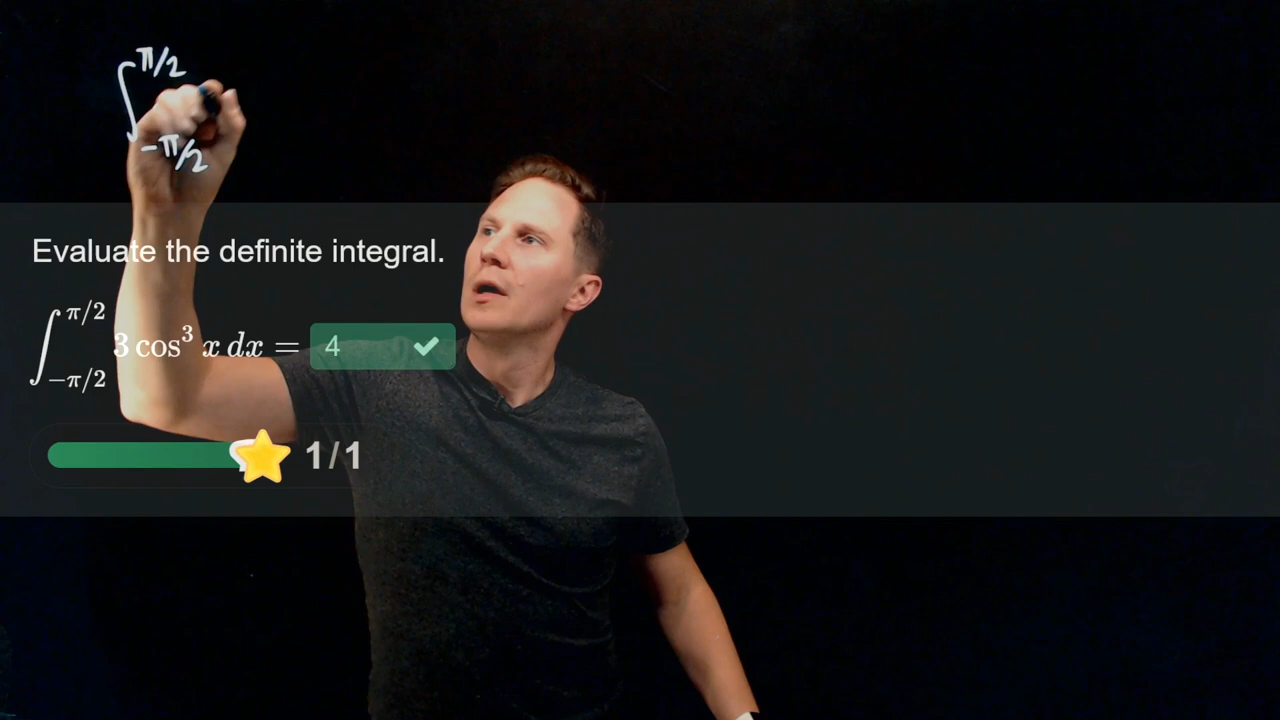 ∫_{-π/2}^{π/2}
Evaluate the definite integral.
∫_{-π/2}^{π/2} 3 cos³ x dx = 4 ✓
1/1